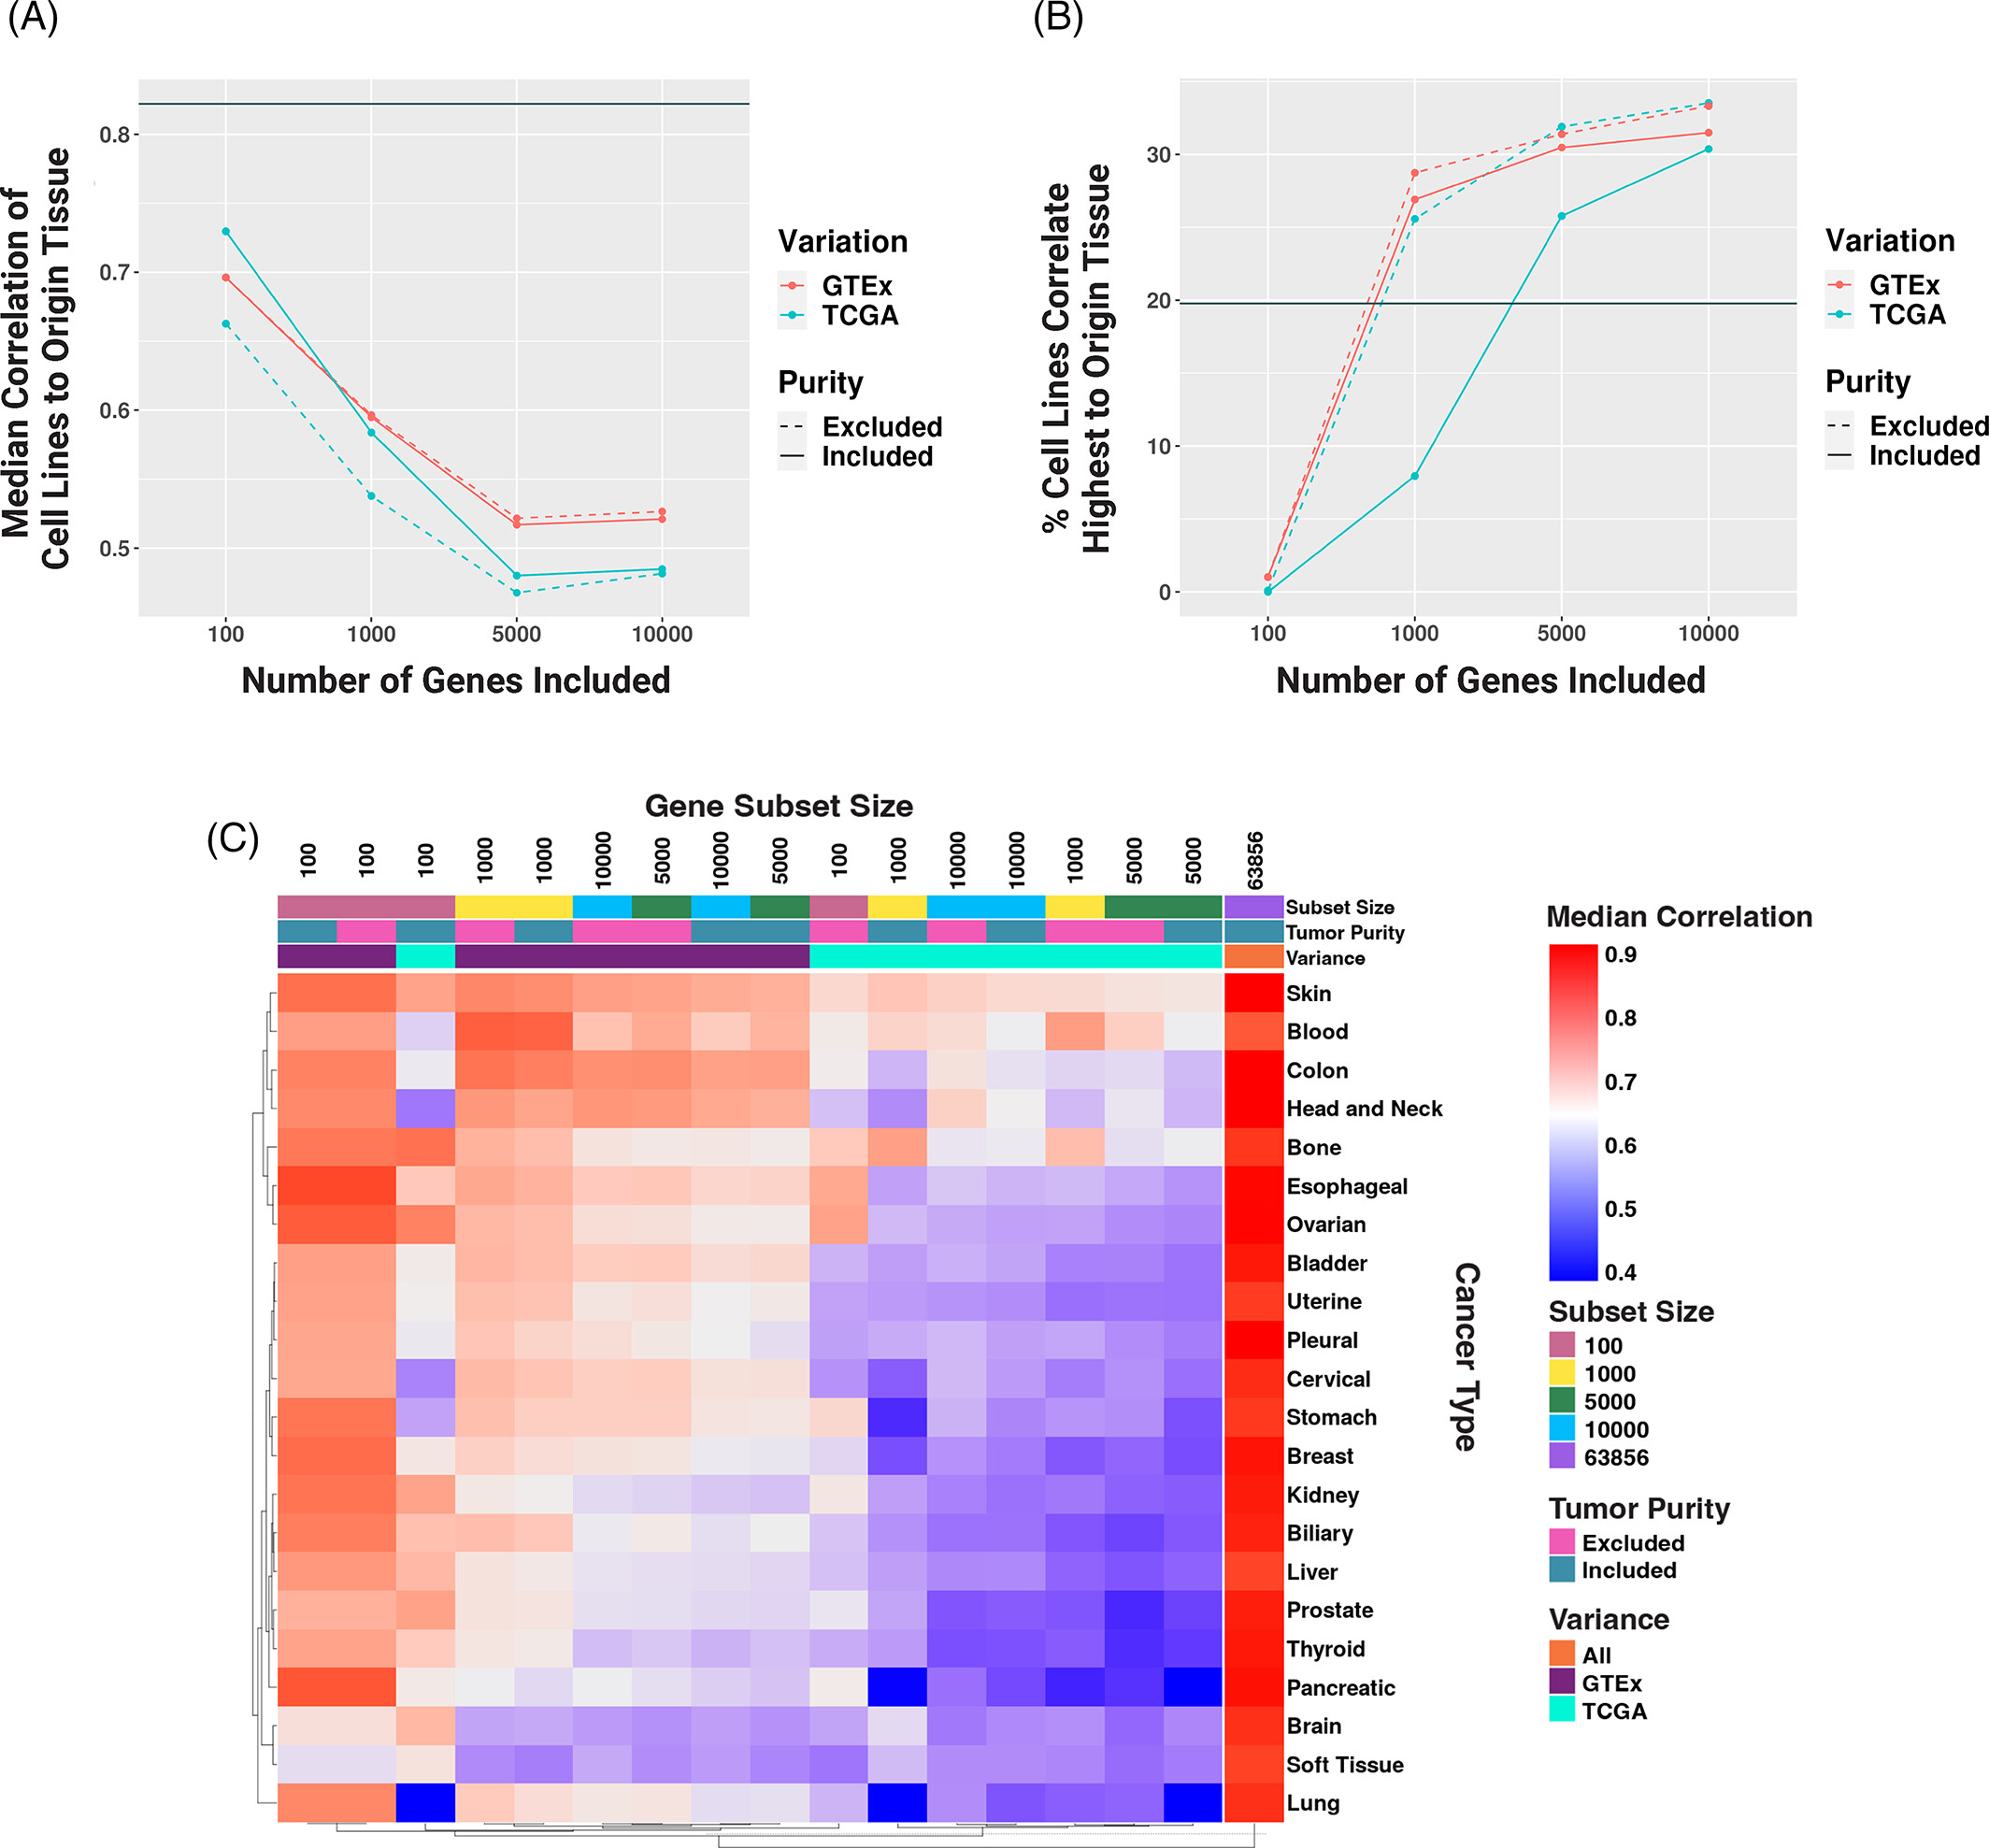 (A)
Median Correlation of
Cell Lines to Origin Tissue
0.8
0.7
0.6
0.5
100 1000 5000 10000
Number of Genes Included
Variation
GTEx
TCGA
Purity
Excluded
Included
(B)
% Cell Lines Correlate
Highest to Origin Tissue
30
20
10
0
100 1000 5000 10000
Number of Genes Included
Variation
GTEx
TCGA
Purity
Excluded
Included
(C)
Gene Subset Size
100 100 100 1000 1000 10000 5000 10000 5000 100 1000 10000 10000 1000 5000 5000 63856
Subset Size
Tumor Purity
Variance
Skin
Blood
Colon
Head and Neck
Bone
Esophageal
Ovarian
Bladder
Uterine
Pleural
Cervical
Stomach
Breast
Kidney
Biliary
Liver
Prostate
Thyroid
Pancreatic
Brain
Soft Tissue
Lung
Cancer Type
Median Correlation
0.9
0.8
0.7
0.6
0.5
0.4
Subset Size
100
1000
5000
10000
63856
Tumor Purity
Excluded
Included
Variance
All
GTEx
TCGA